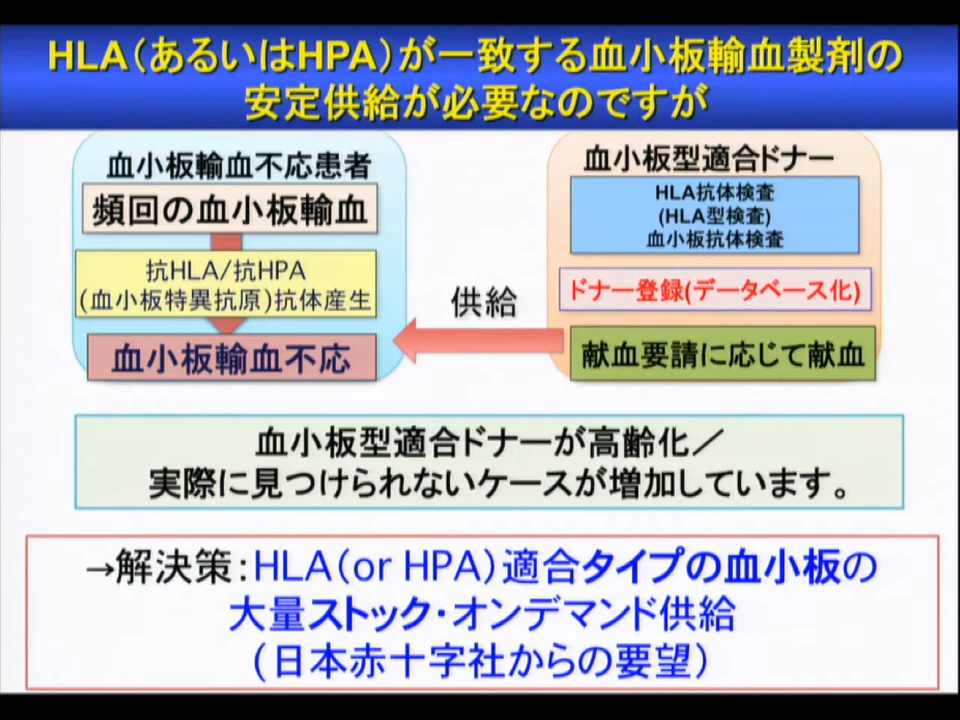 HLA（あるいはHPA）が一致する血小板輸血製剤の
安定供給が必要なのですが
血小板輸血不応患者
頻回の血小板輸血
抗HLA/抗HPA
(血小板特異抗原)抗体産生
血小板輸血不応
供給
血小板型適合ドナー
HLA抗体検査
(HLA型検査)
血小板抗体検査
ドナー登録(データベース化)
献血要請に応じて献血
血小板型適合ドナーが高齢化／
実際に見つけられないケースが増加しています。
→解決策：HLA（or HPA）適合タイプの血小板の
大量ストック・オンデマンド供給
（日本赤十字社からの要望）